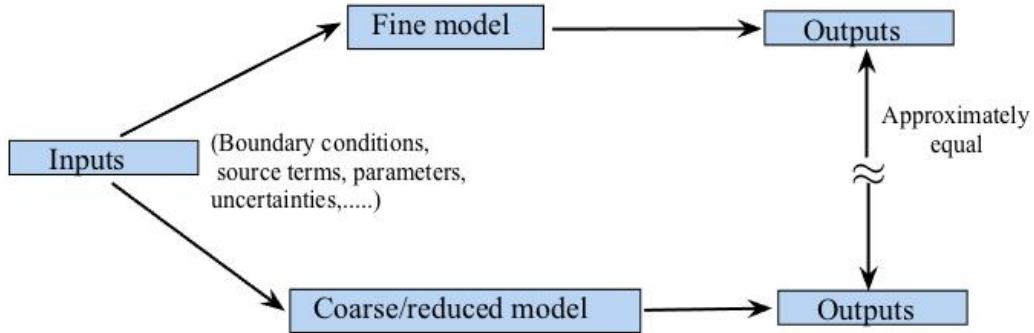 Fine model
Outputs
Approximately
equal
Inputs
(Boundary conditions,
source terms, parameters,
uncertainties,.....)
Coarse/reduced model
Outputs